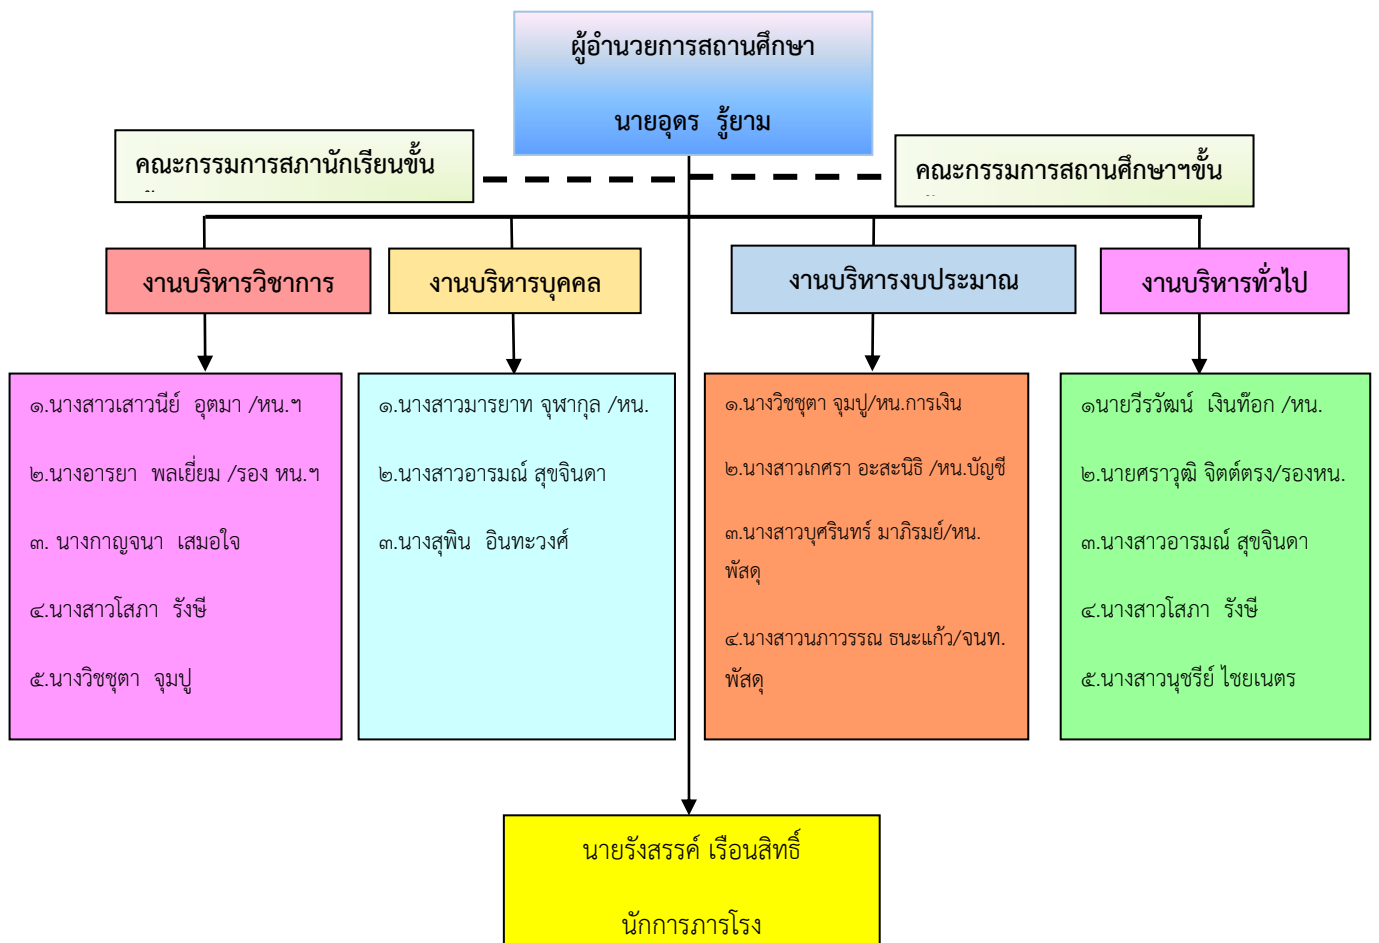 ผู้อำนวยการสถานศึกษา
นายอุดร  รู้ยาม
คณะกรรมการสภานักเรียนขั้น
คณะกรรมการสถานศึกษาฯขั้น
งานบริหารวิชาการ
งานบริหารบุคคล
งานบริหารงบประมาณ
งานบริหารทั่วไป
๑.นางสาวเสาวนีย์  อุตมา /หน.ฯ
๒.นางอารยา  พลเยี่ยม /รอง หน.ฯ
๓. นางกาญจนา  เสมอใจ
๔.นางสาวโสภา  รังษี
๕.นางวิชชุตา  จุมปู
๑.นางสาวมารยาท จุฬากุล /หน.
๒.นางสาวอารมณ์ สุขจินดา
๓.นางสุพิน  อินทะวงศ์
๑.นางวิชชุตา จุมปู/หน.การเงิน
๒.นางสาวเกศรา อะสะนิธิ /หน.บัญชี
๓.นางสาวบุศรินทร์ มาภิรมย์/หน.
พัสดุ
๔.นางสาวนภาวรรณ ธนะแก้ว/จนท.
พัสดุ
๑นายวีรวัฒน์  เงินท๊อก /หน.
๒.นายศราวุฒิ จิตต์ตรง/รองหน.
๓.นางสาวอารมณ์ สุขจินดา
๔.นางสาวโสภา  รังษี
๕.นางสาวนุชรีย์ ไชยเนตร
นายรังสรรค์ เรือนสิทธิ์
นักการภารโรง